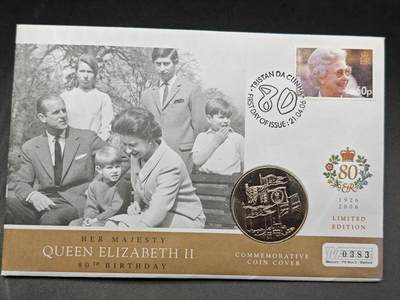 TRISTAN DA CUNHA
80
FIRST DAY OF ISSUE : 21.04.06
60p
80
1926
2006
LIMITED
EDITION
HER MAJESTY
QUEEN ELIZABETH II
80TH BIRTHDAY
COMMEMORATIVE
COIN COVER
0383